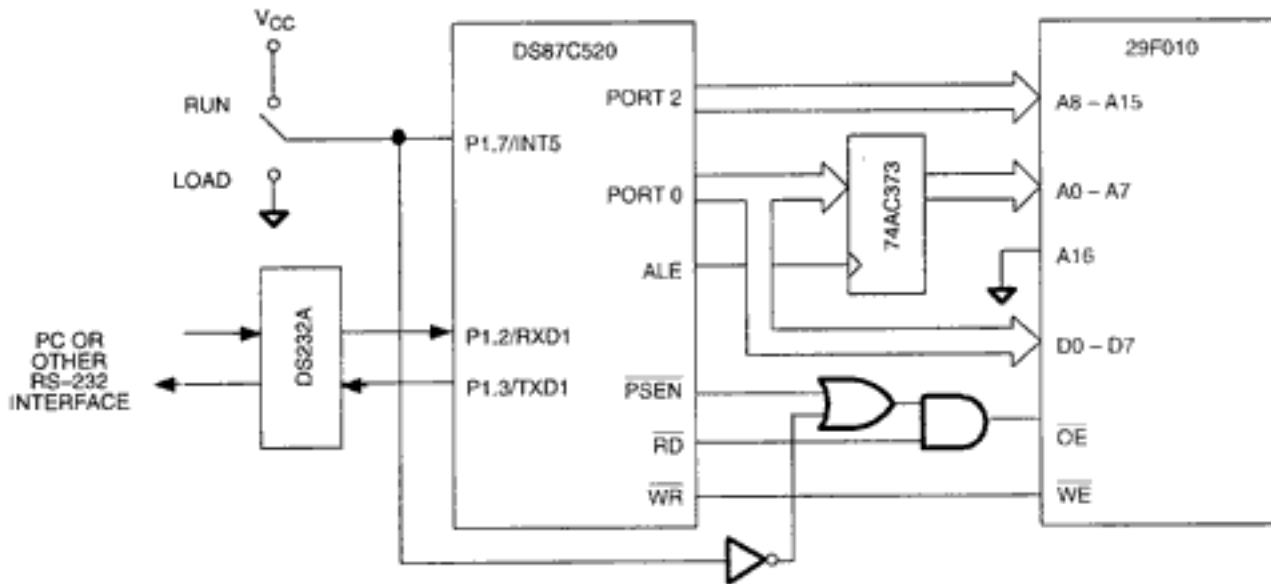 VCC
RUN
LOAD
PC OR
OTHER
RS-232
INTERFACE
DS232A
DS87C520
PORT 2
P1.7/INT5
PORT 0
ALE
P1.2/RXD1
P1.3/TXD1
PSEN
RD
WR
74AC373
29F010
A8 – A15
A0 – A7
A16
D0 – D7
OE
WE